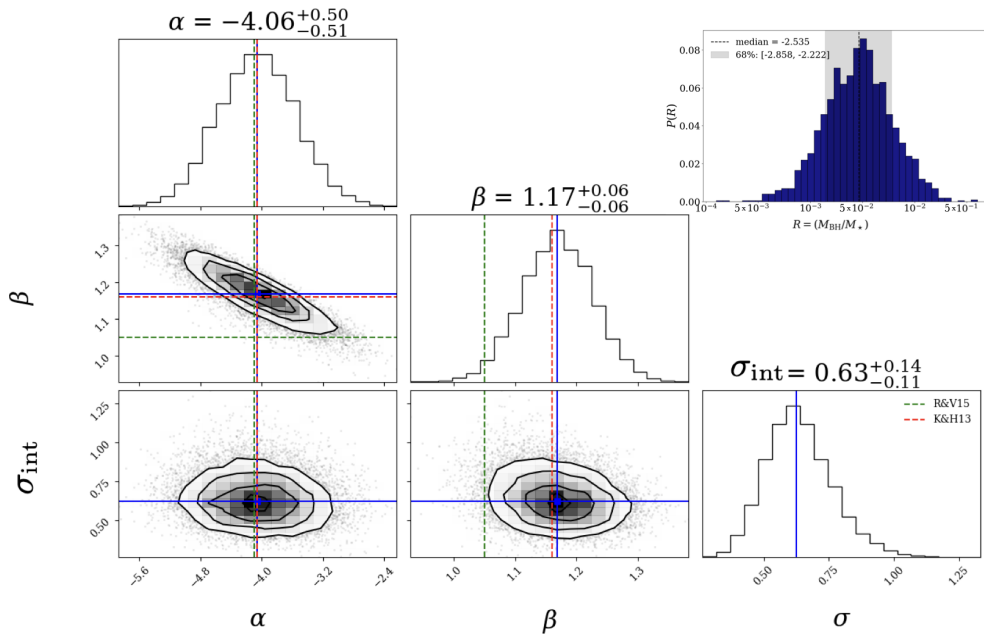 α = −4.06^{+0.50}_{−0.51}
median = -2.535
68%: [-2.858, -2.222]
0.08
0.06
0.04
0.02
0.00
P(R)
10⁻⁴ 5×10⁻³ 10⁻³ 5×10⁻² 10⁻² 5×10⁻¹
R = (M_BH/M⋆)
β = 1.17^{+0.06}_{−0.06}
β
1.3
1.2
1.1
1.0
σ_int = 0.63^{+0.14}_{−0.11}
R&V15
K&H13
σ_int
1.25
1.00
0.75
0.50
−5.6 −4.8 −4.0 −3.2 −2.4
1.0 1.1 1.2 1.3
0.50 0.75 1.00 1.25
α β σ